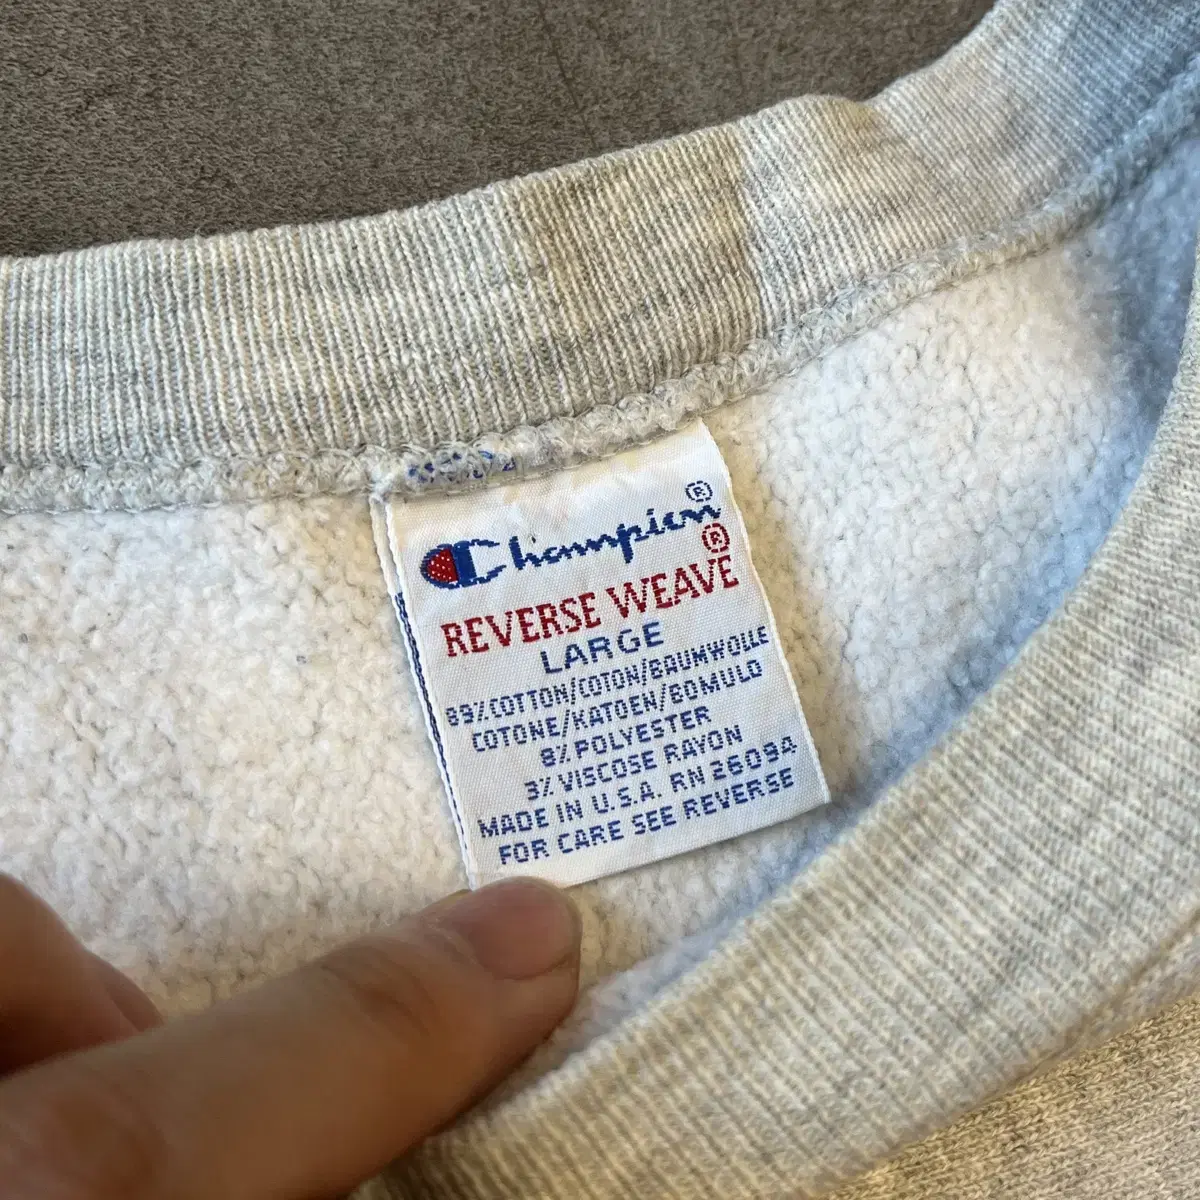 Champion®
REVERSE WEAVE®
LARGE
89%COTTON/COTON/BAUMWOLLE
COTONE/KATOEN/BOMULD
8%POLYESTER
3%VISCOSE RAYON
MADE IN U.S.A. RN 26094
FOR CARE SEE REVERSE